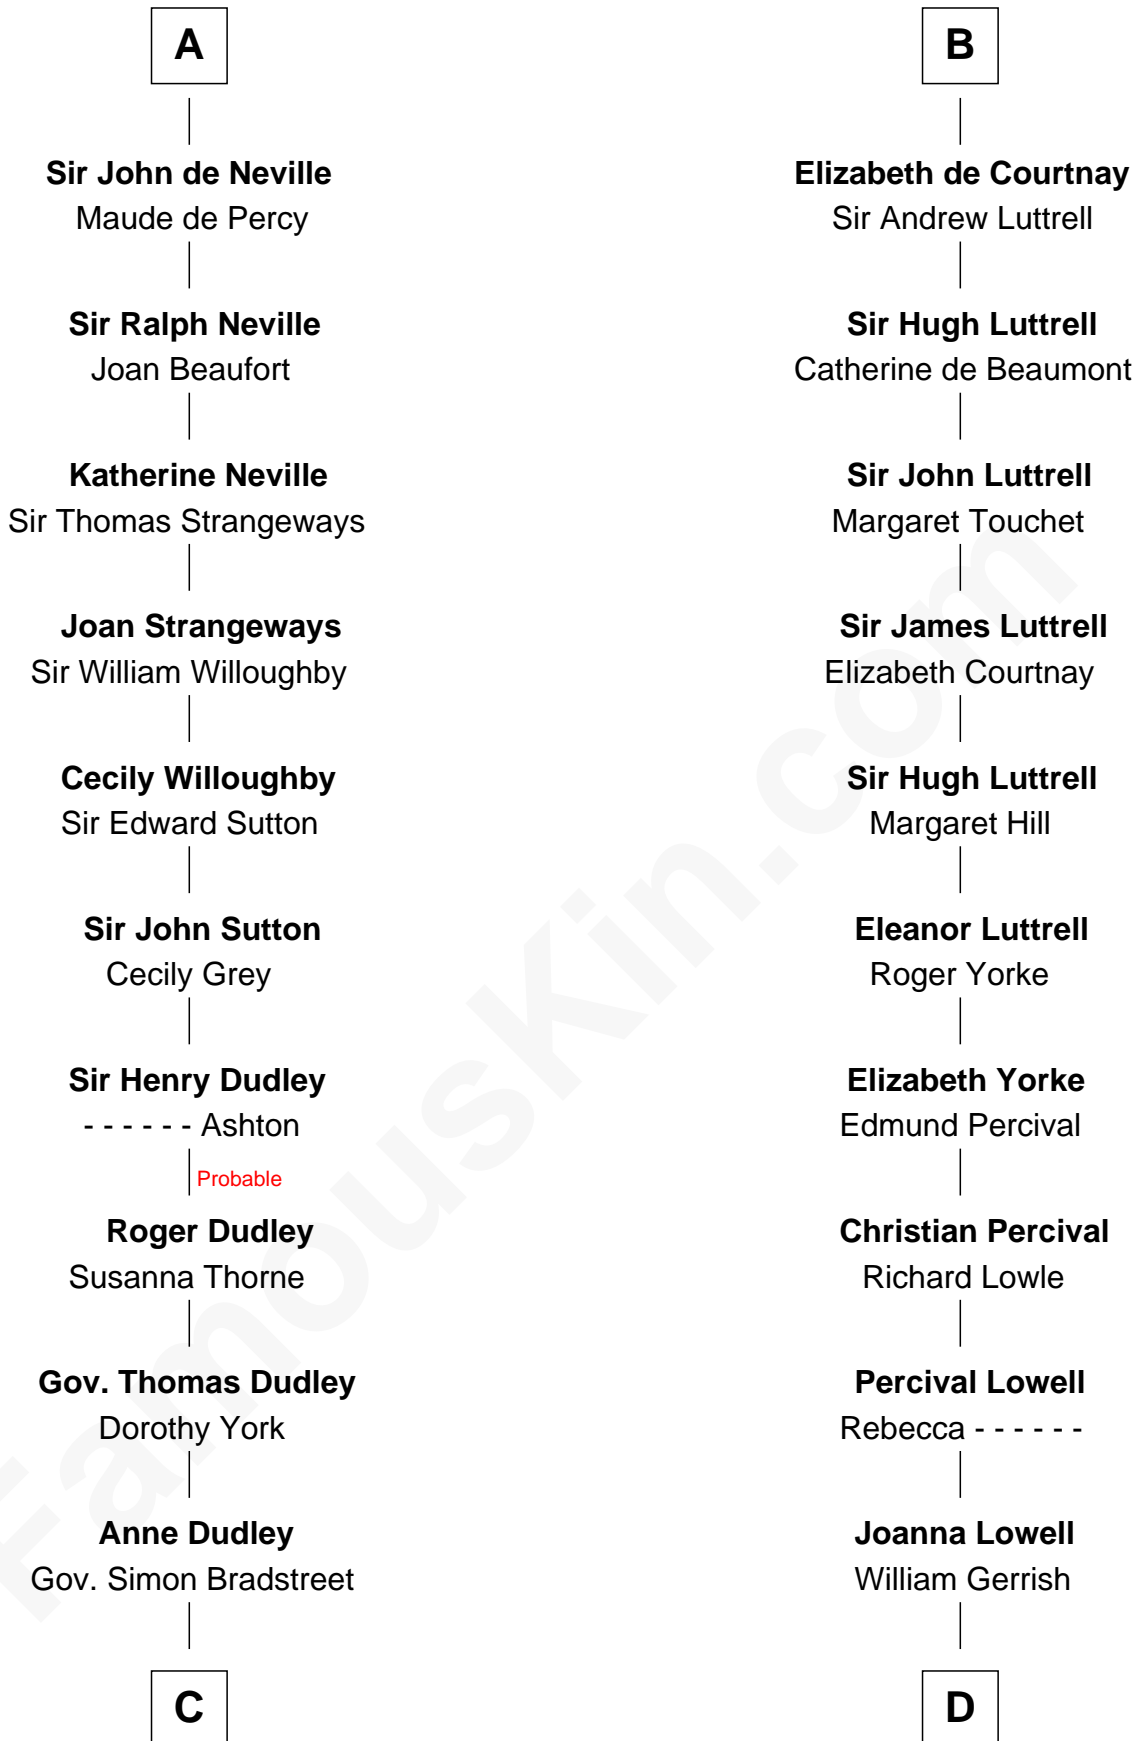 A
Sir John de Neville
Maude de Percy
Sir Ralph Neville
Joan Beaufort
Katherine Neville
Sir Thomas Strangeways
Joan Strangeways
Sir William Willoughby
Cecily Willoughby
Sir Edward Sutton
Sir John Sutton
Cecily Grey
Sir Henry Dudley
- - - - - - Ashton
Probable
Roger Dudley
Susanna Thorne
Gov. Thomas Dudley
Dorothy York
Anne Dudley
Gov. Simon Bradstreet
C
B
Elizabeth de Courtnay
Sir Andrew Luttrell
Sir Hugh Luttrell
Catherine de Beaumont
Sir John Luttrell
Margaret Touchet
Sir James Luttrell
Elizabeth Courtnay
Sir Hugh Luttrell
Margaret Hill
Eleanor Luttrell
Roger Yorke
Elizabeth Yorke
Edmund Percival
Christian Percival
Richard Lowle
Percival Lowell
Rebecca - - - - - -
Joanna Lowell
William Gerrish
D
FamousKin.com